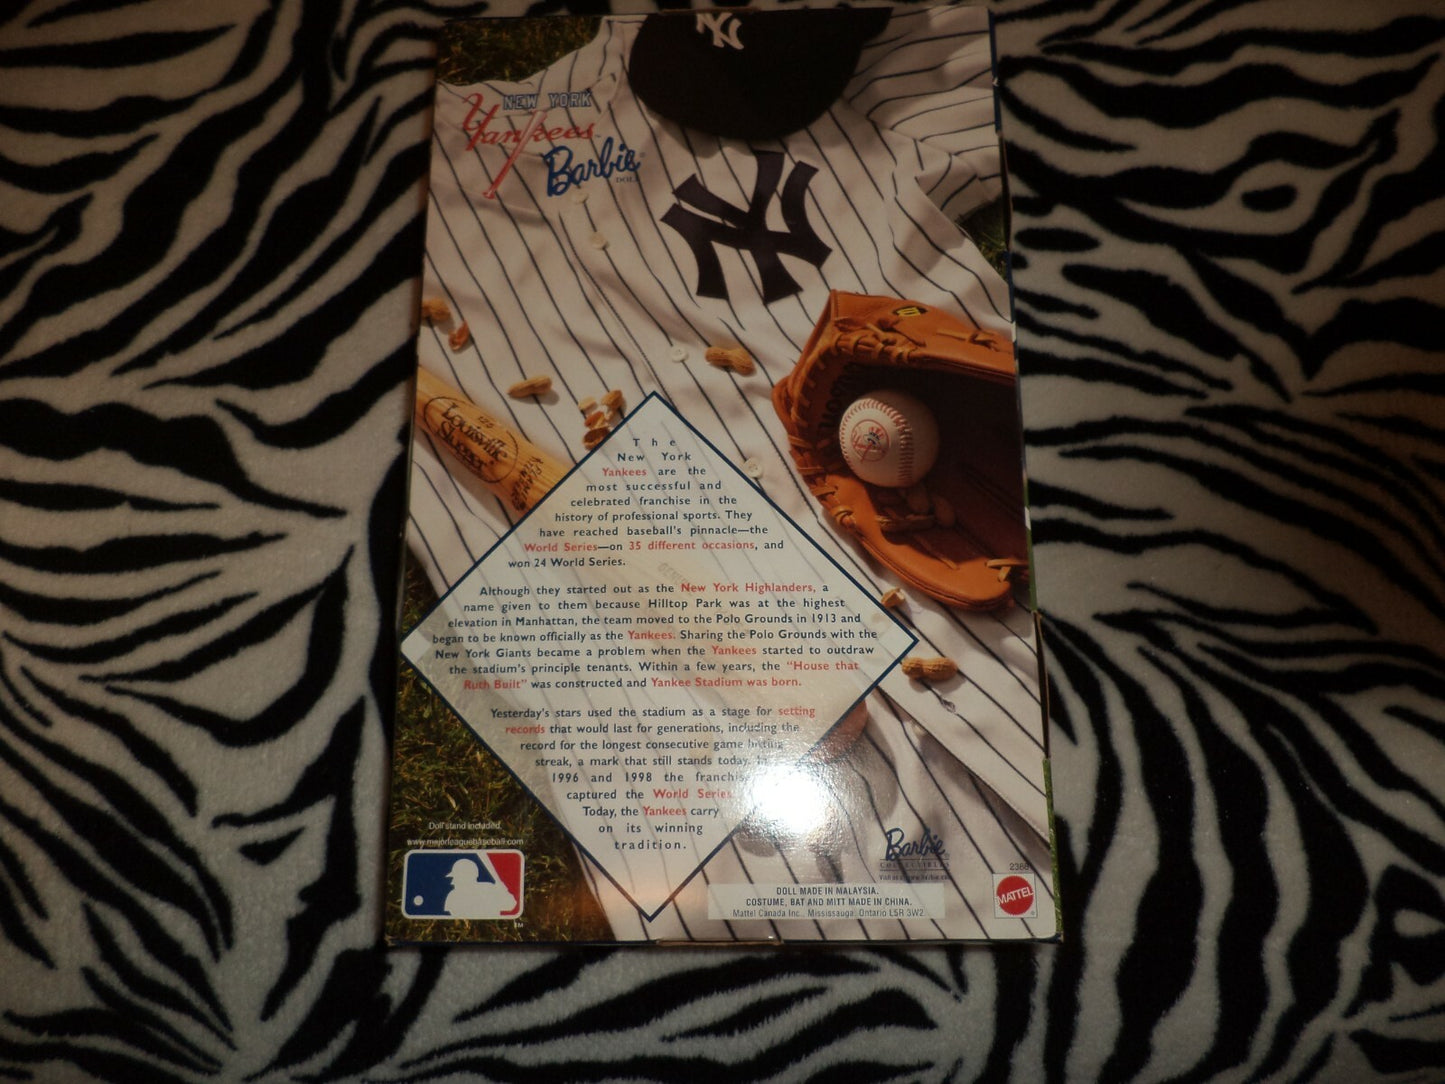 NY
NEW YORK
Yankees
Barbie
DOLL
NY
Louisville
Slugger
The
New York
Yankees are the
most successful and
celebrated franchise in the
history of professional sports. They
have reached baseball's pinnacle—the
World Series—on 35 different occasions, and
won 24 World Series.
Although they started out as the New York Highlanders, a
name given to them because Hilltop Park was at the highest
elevation in Manhattan, the team moved to the Polo Grounds in 1913 and
began to be known officially as the Yankees. Sharing the Polo Grounds with the
New York Giants became a problem when the Yankees started to outdraw
the stadium's principle tenants. Within a few years, the "House that
Ruth Built" was constructed and Yankee Stadium was born.
Yesterday's stars used the stadium as a stage for setting
records that would last for generations, including the
record for the longest consecutive game hitting
streak, a mark that still stands today. In
1996 and 1998 the franchise
captured the World Series.
Today, the Yankees carry
on its winning
tradition.
Doll stand included.
www.majorleaguebaseball.com
TM
Barbie
COLLECTIBLES
DOLL MADE IN MALAYSIA.
COSTUME, BAT AND MITT MADE IN CHINA.
Mattel Canada Inc., Mississauga, Ontario L5R 3W2.
MATTEL